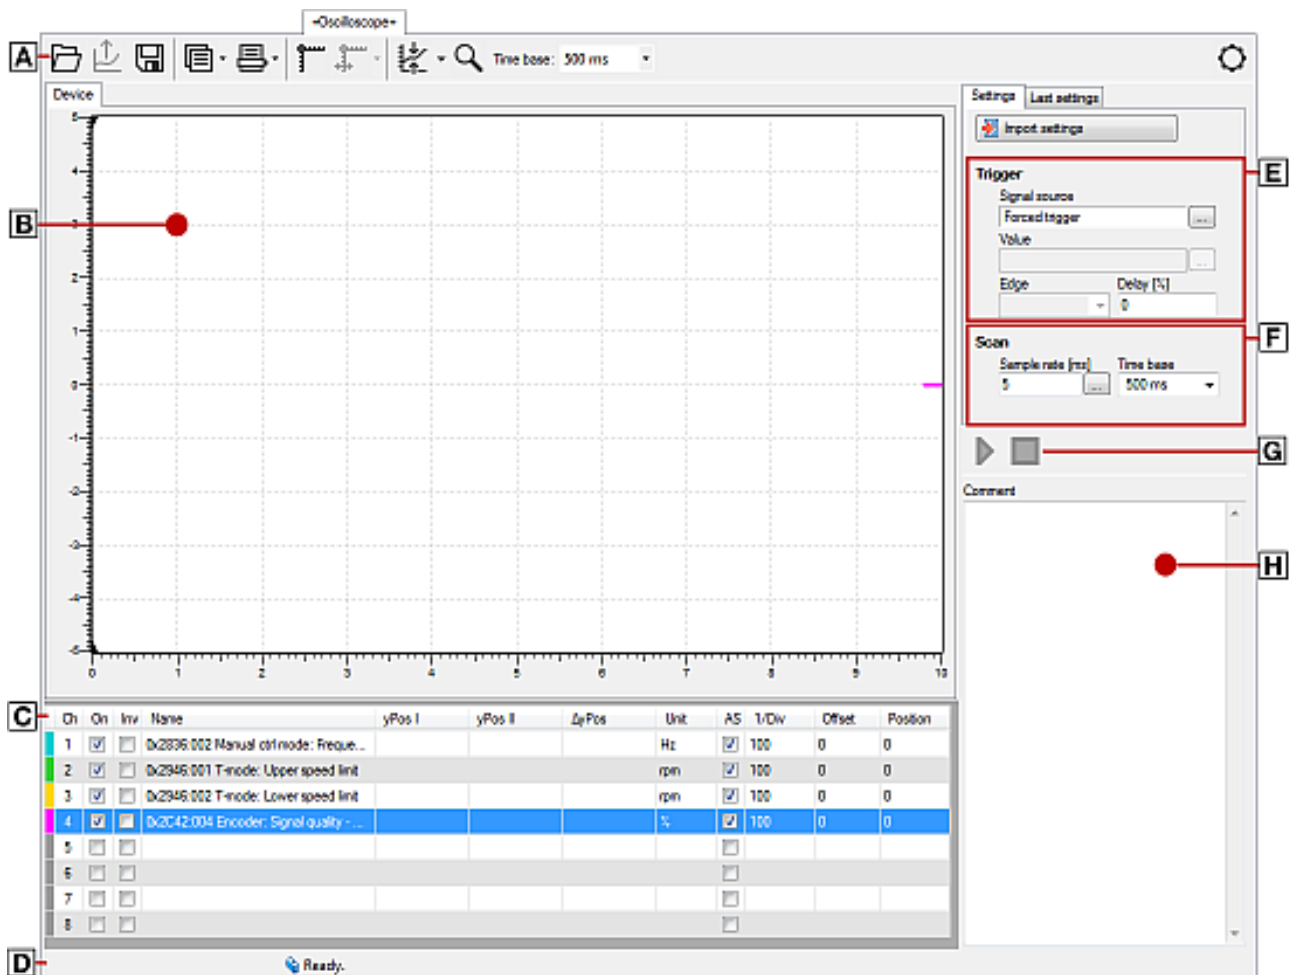 -Oscilloscope-
A
Time base: 500 ms
Device
Settings Last settings
Import settings
E
Trigger
Signal source
Forced trigger ...
Value
...
Edge Delay [%]
0
B
5
4
3
2
1
0
-1
-2
-3
-4
-5
0 1 2 3 4 5 6 7 8 9 10
F
Scan
Sample rate [ms] Time base
5 ... 500 ms
G
Comment
H
C
Ch On Inv Name yPos I yPos II ΔyPos Unit AS 1/Div Offset Position
1 0x2836:002 Manual ctrl mode: Freque... Hz 100 0 0
2 0x2946:001 T-mode: Upper speed limit rpm 100 0 0
3 0x2946:002 T-mode: Lower speed limit rpm 100 0 0
4 0x2C42:004 Encoder: Signal quality - ... % 100 0 0
5
6
7
8
D
Ready.